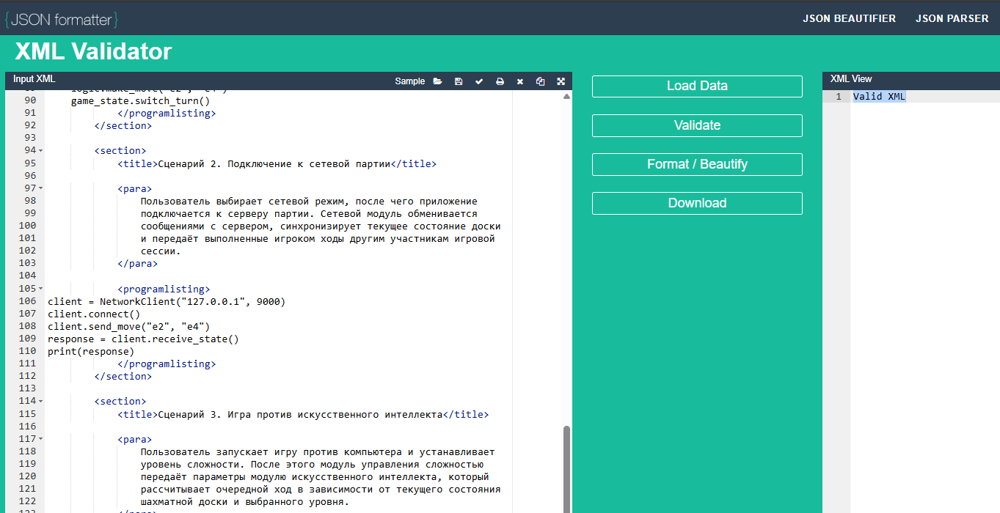 {JSON formatter}
JSON BEAUTIFIER
JSON PARSER
XML Validator
Input XML
Sample
90 game_state.switch_turn()
91 </programlisting>
92 </section>
93
94 <section>
95 <title>Сценарий 2. Подключение к сетевой партии</title>
96
97 <para>
98 Пользователь выбирает сетевой режим, после чего приложение
99 подключается к серверу партии. Сетевой модуль обменивается
100 сообщениями с сервером, синхронизирует текущее состояние доски
101 и передаёт выполненные игроком ходы другим участникам игровой
102 сессии.
103 </para>
104
105 <programlisting>
106 client = NetworkClient("127.0.0.1", 9000)
107 client.connect()
108 client.send_move("e2", "e4")
109 response = client.receive_state()
110 print(response)
111 </programlisting>
112 </section>
113
114 <section>
115 <title>Сценарий 3. Игра против искусственного интеллекта</title>
116
117 <para>
118 Пользователь запускает игру против компьютера и устанавливает
119 уровень сложности. После этого модуль управления сложностью
120 передаёт параметры модулю искусственного интеллекта, который
121 рассчитывает очередной ход в зависимости от текущего состояния
122 шахматной доски и выбранного уровня.
Load Data
Validate
Format / Beautify
Download
XML View
1 Valid XML